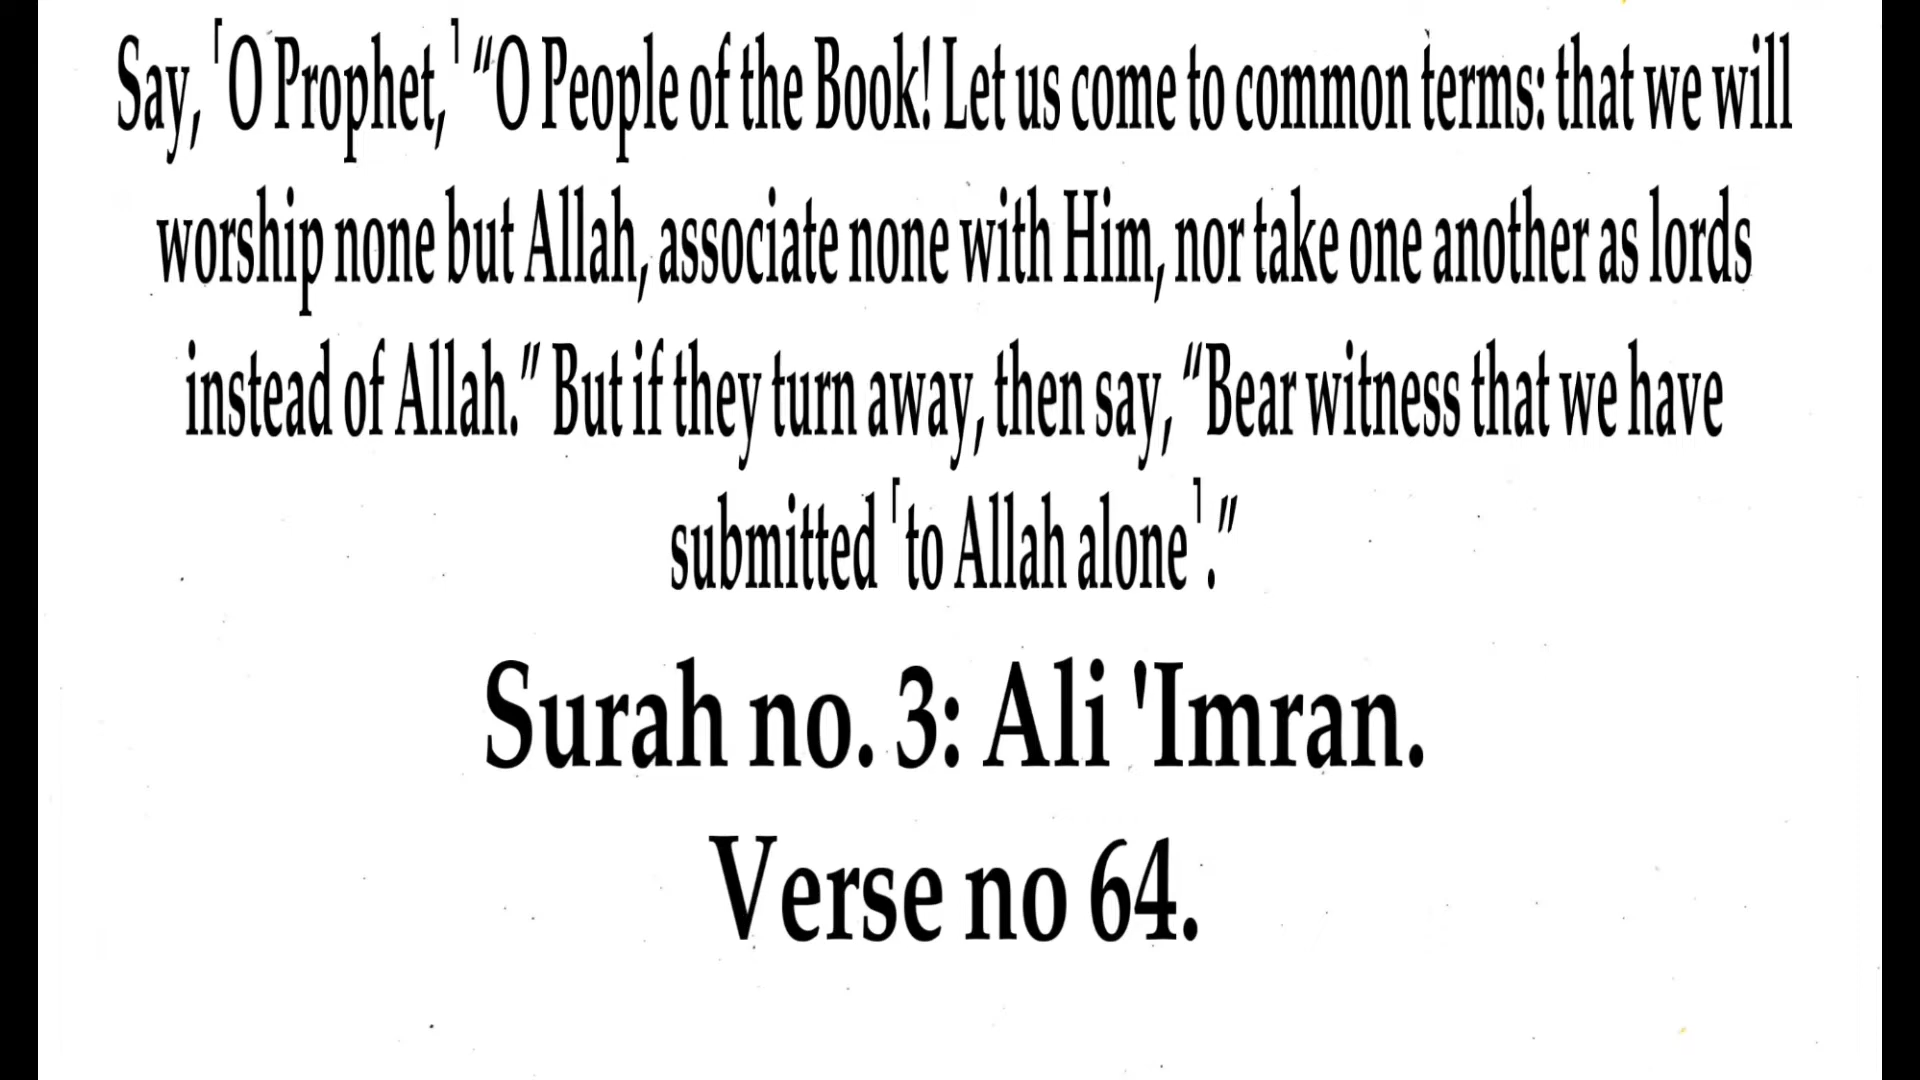 Say, ˹O Prophet,˺ “O People of the Book! Let us come to common terms: that we will
worship none but Allah, associate none with Him, nor take one another as lords
instead of Allah.” But if they turn away, then say, “Bear witness that we have
submitted ˹to Allah alone˺.”
Surah no. 3: Ali 'Imran.
Verse no 64.